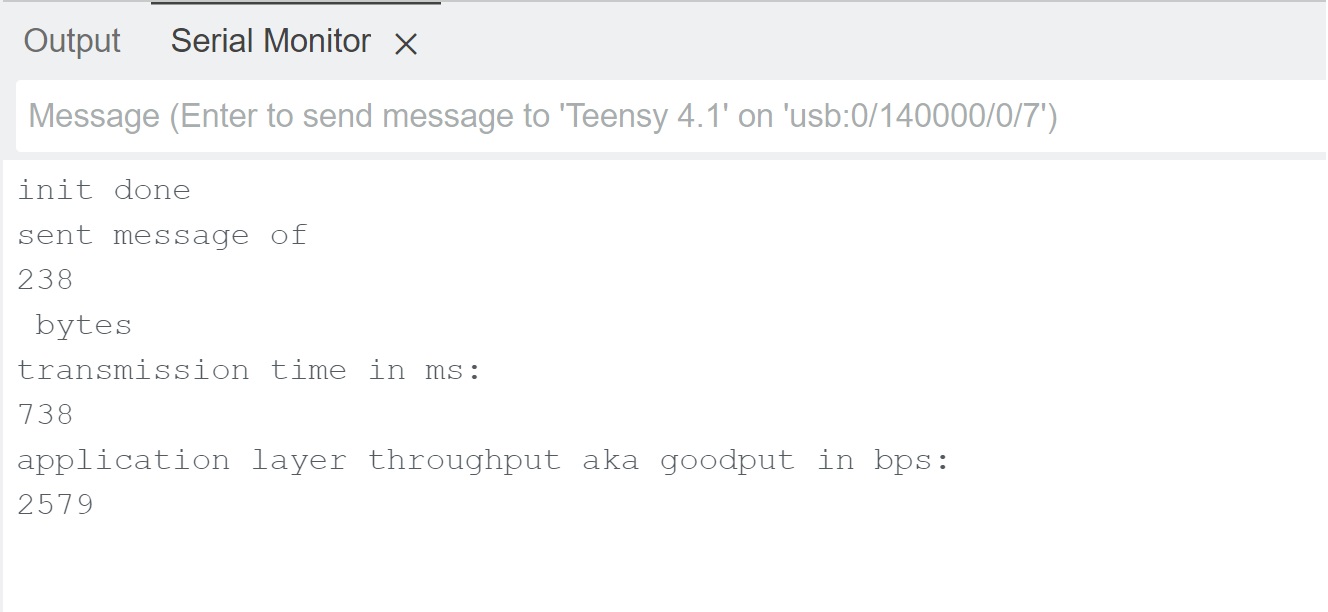 Output Serial Monitor ×
Message (Enter to send message to 'Teensy 4.1' on 'usb:0/140000/0/7')
init done
sent message of
238
 bytes
transmission time in ms:
738
application layer throughput aka goodput in bps:
2579